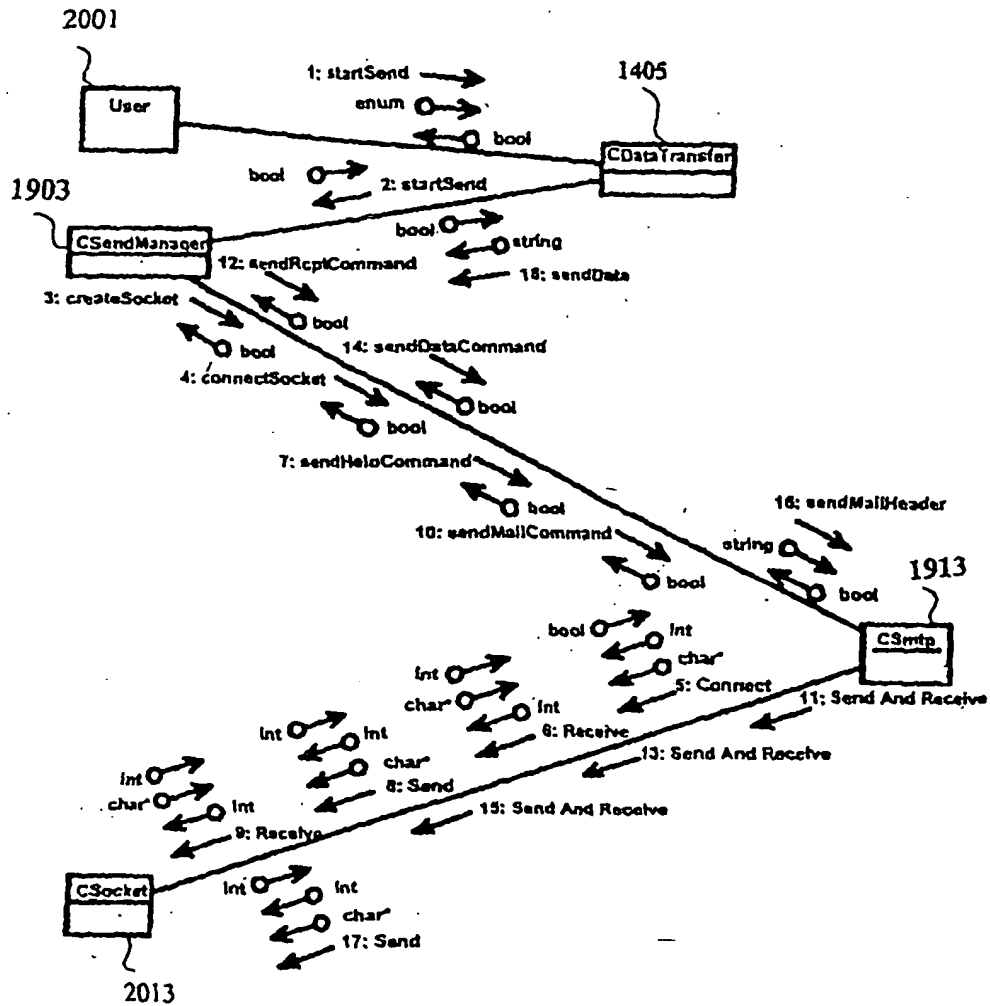 2001
1: startSend
1405
User
enum
bool
CDataTransfer
bool
2: startSend
1903
bool
string
CSendManager
12: sendRcptCommand
18: sendData
3: createSocket
bool
14: sendDataCommand
bool
4: connectSocket
bool
bool
7: sendHeloCommand
bool
16: sendMailHeader
10: sendMailCommand
string
1913
bool
bool
bool
Int
CSmtp
Int
char*
5: Connect
char*
11: Send And Receive
Int
Int
Int
6: Receive
13: Send And Receive
char*
Int
8: Send
15: Send And Receive
char*
Int
9: Receive
CSocket
Int
Int
char*
17: Send
2013